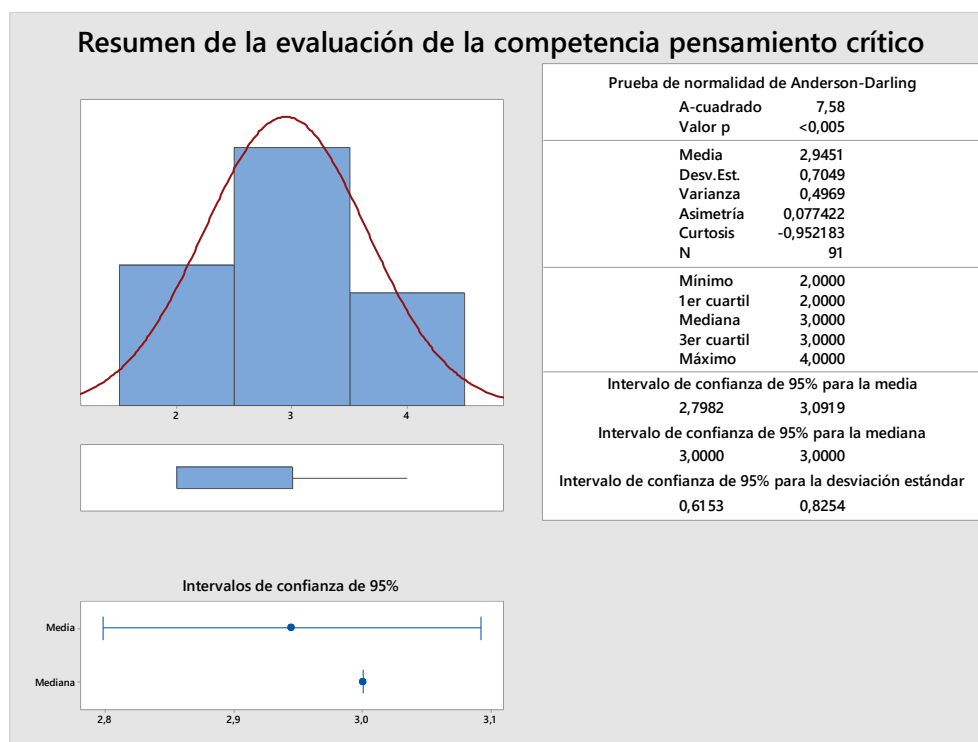 Resumen de la evaluación de la competencia pensamiento crítico
2
3
4
Prueba de normalidad de Anderson-Darling
A-cuadrado 7,58
Valor p <0,005
Media 2,9451
Desv.Est. 0,7049
Varianza 0,4969
Asimetría 0,077422
Curtosis -0,952183
N 91
Mínimo 2,0000
1er cuartil 2,0000
Mediana 3,0000
3er cuartil 3,0000
Máximo 4,0000
Intervalo de confianza de 95% para la media
2,7982 3,0919
Intervalo de confianza de 95% para la mediana
3,0000 3,0000
Intervalo de confianza de 95% para la desviación estándar
0,6153 0,8254
Intervalos de confianza de 95%
Media
Mediana
2,8 2,9 3,0 3,1